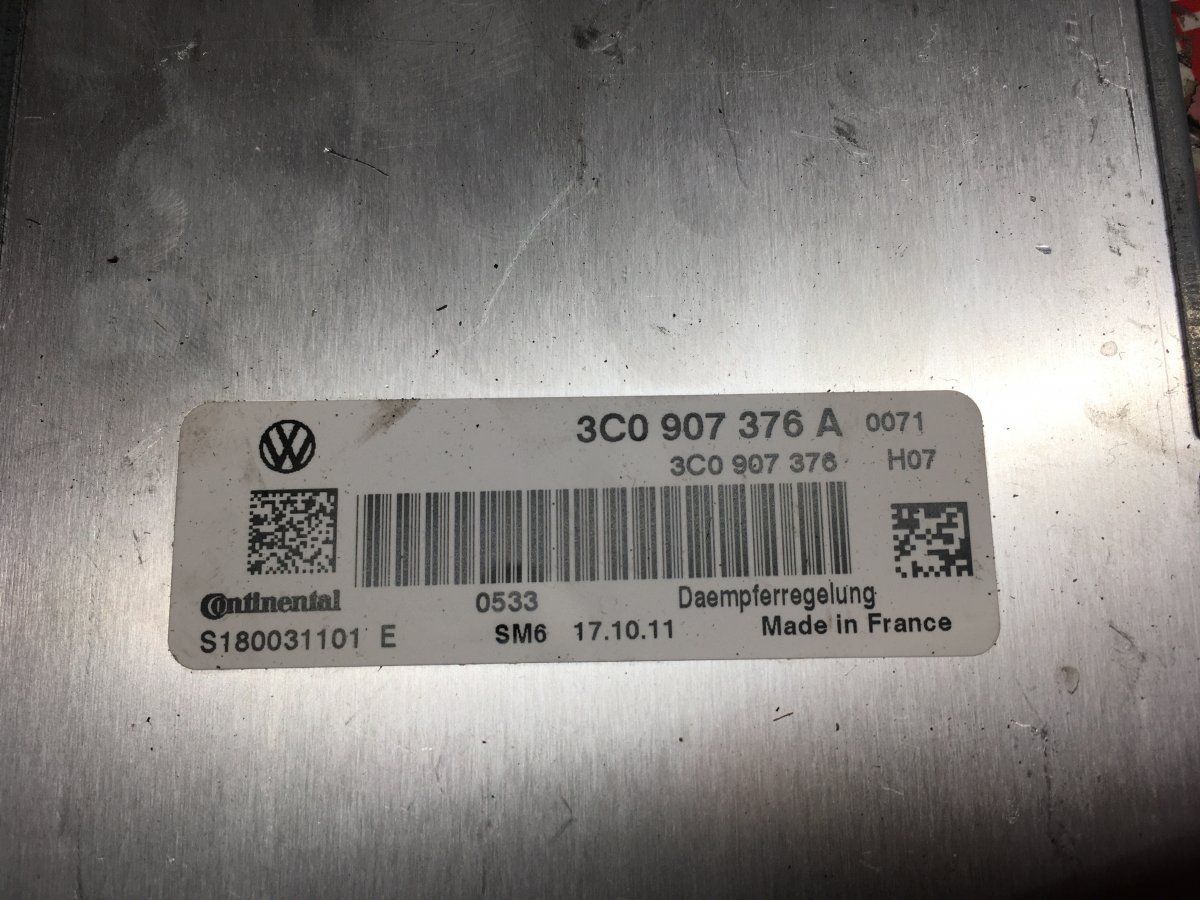 3C0 907 376 A 0071
3C0 907 376 H07
Continental 0533 Daempferregelung
S180031101 E SM6 17.10.11 Made in France